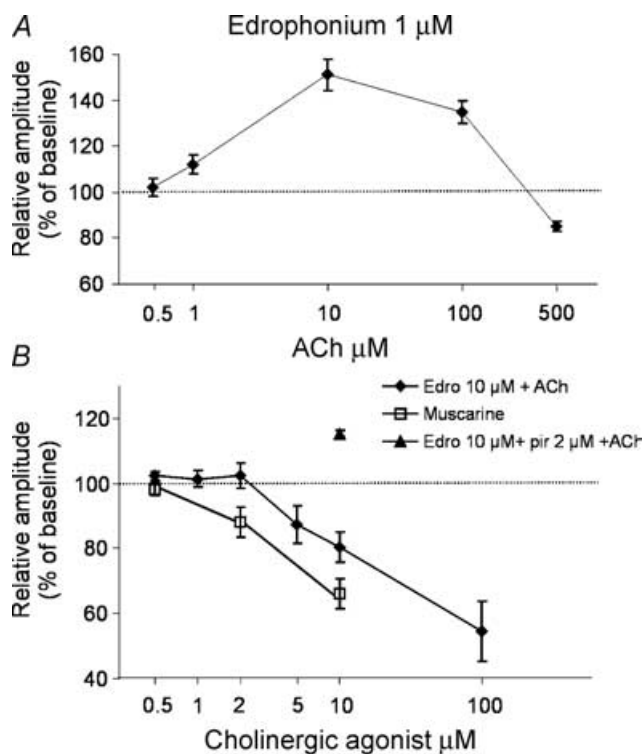 A
Edrophonium 1 µM
Relative amplitude
(% of baseline)
160
140
120
100
80
60
0.5 1 10 100 500
ACh µM
B
Edro 10 µM + ACh
Muscarine
Edro 10 µM+ pir 2 µM +ACh
Relative amplitude
(% of baseline)
120
100
80
60
40
0.5 1 2 5 10 100
Cholinergic agonist µM